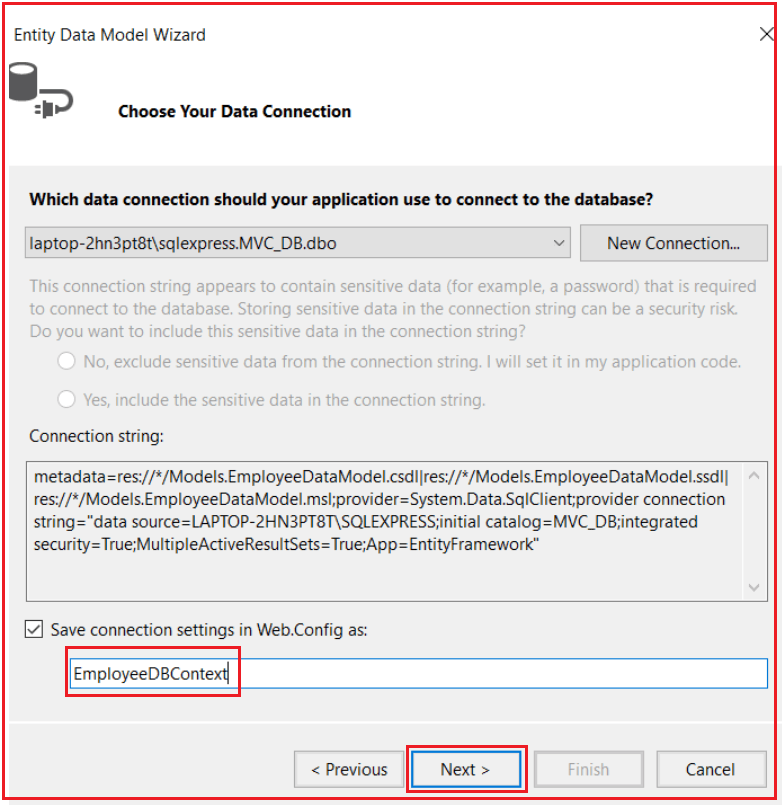 Entity Data Model Wizard
Choose Your Data Connection
Which data connection should your application use to connect to the database?
laptop-2hn3pt8t\sqlexpress.MVC_DB.dbo
New Connection...
This connection string appears to contain sensitive data (for example, a password) that is required
to connect to the database. Storing sensitive data in the connection string can be a security risk.
Do you want to include this sensitive data in the connection string?
No, exclude sensitive data from the connection string. I will set it in my application code.
Yes, include the sensitive data in the connection string.
Connection string:
metadata=res://*/Models.EmployeeDataModel.csdl|res://*/Models.EmployeeDataModel.ssdl|
res://*/Models.EmployeeDataModel.msl;provider=System.Data.SqlClient;provider connection
string="data source=LAPTOP-2HN3PT8T\SQLEXPRESS;initial catalog=MVC_DB;integrated
security=True;MultipleActiveResultSets=True;App=EntityFramework"
Save connection settings in Web.Config as:
EmployeeDBContext
< Previous
Next >
Finish
Cancel